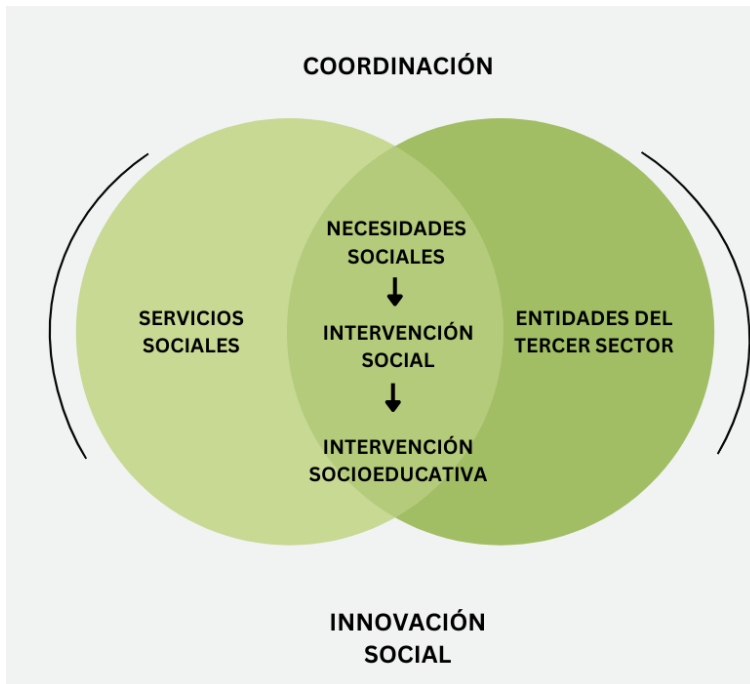 COORDINACIÓN
SERVICIOS
SOCIALES
NECESIDADES
SOCIALES
INTERVENCIÓN
SOCIAL
INTERVENCIÓN
SOCIOEDUCATIVA
ENTIDADES DEL
TERCER SECTOR
INNOVACIÓN
SOCIAL